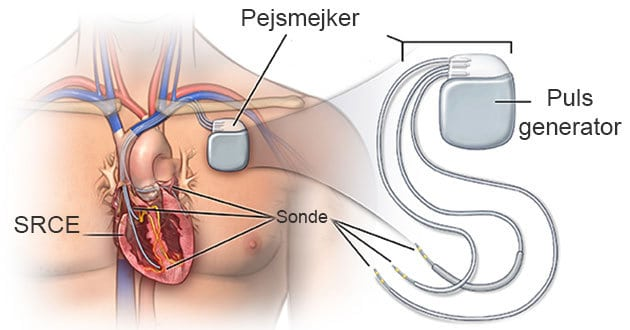 Pejsmejker
Puls
generator
SRCE
Sonde